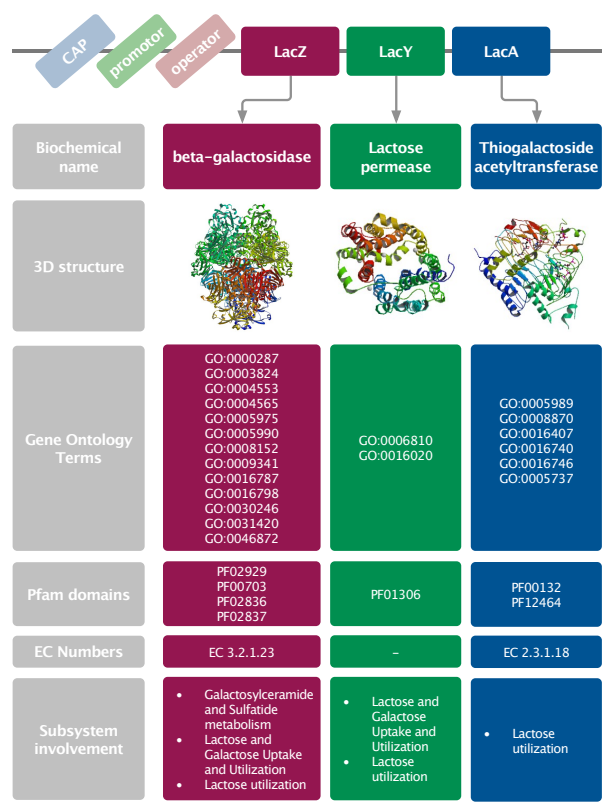 CAP
promotor
operator
LacZ
LacY
LacA
Biochemical
name
beta-galactosidase
Lactose
permease
Thiogalactoside
acetyltransferase
3D structure
Gene Ontology
Terms
GO:0000287
GO:0003824
GO:0004553
GO:0004565
GO:0005975
GO:0005990
GO:0008152
GO:0009341
GO:0016787
GO:0016798
GO:0030246
GO:0031420
GO:0046872
GO:0006810
GO:0016020
GO:0005989
GO:0008870
GO:0016407
GO:0016740
GO:0016746
GO:0005737
Pfam domains
PF02929
PF00703
PF02836
PF02837
PF01306
PF00132
PF12464
EC Numbers
EC 3.2.1.23
–
EC 2.3.1.18
Subsystem
involvement
• Galactosylceramide
and Sulfatide
metabolism
• Lactose and
Galactose Uptake
and Utilization
• Lactose utilization
• Lactose and
Galactose
Uptake and
Utilization
• Lactose
utilization
• Lactose
utilization